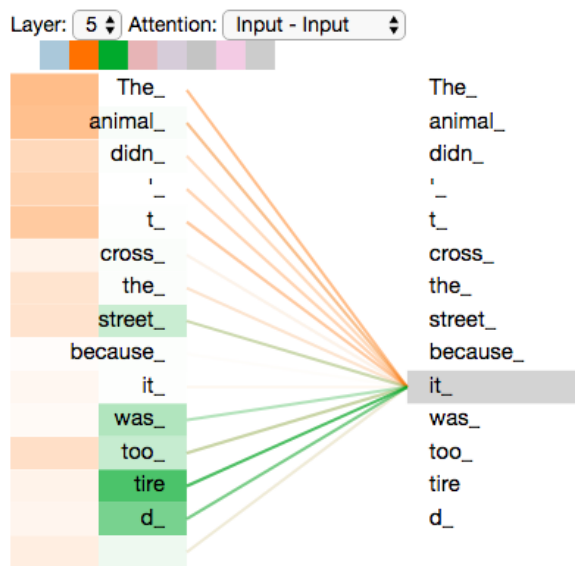 Layer: 5 Attention: Input - Input
The_ The_
animal_ animal_
didn_ didn_
'_ '_
t_ t_
cross_ cross_
the_ the_
street_ street_
because_ because_
it_ it_
was_ was_
too_ too_
tire tire
d_ d_